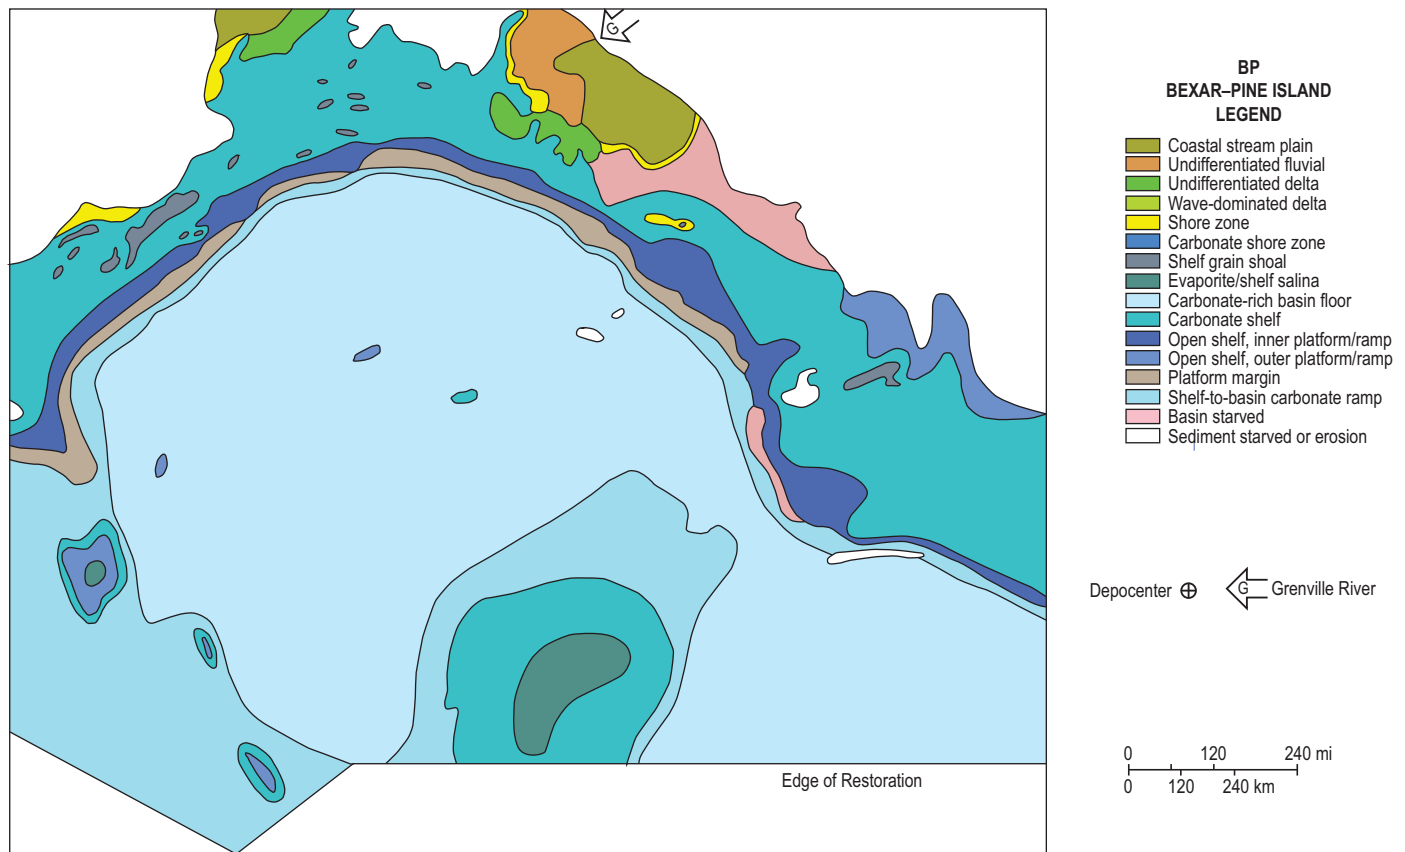 G
BP
BEXAR–PINE ISLAND
LEGEND
Coastal stream plain
Undifferentiated fluvial
Undifferentiated delta
Wave-dominated delta
Shore zone
Carbonate shore zone
Shelf grain shoal
Evaporite/shelf salina
Carbonate-rich basin floor
Carbonate shelf
Open shelf, inner platform/ramp
Open shelf, outer platform/ramp
Platform margin
Shelf-to-basin carbonate ramp
Basin starved
Sediment starved or erosion
Depocenter
G Grenville River
0 120 240 mi
0 120 240 km
Edge of Restoration